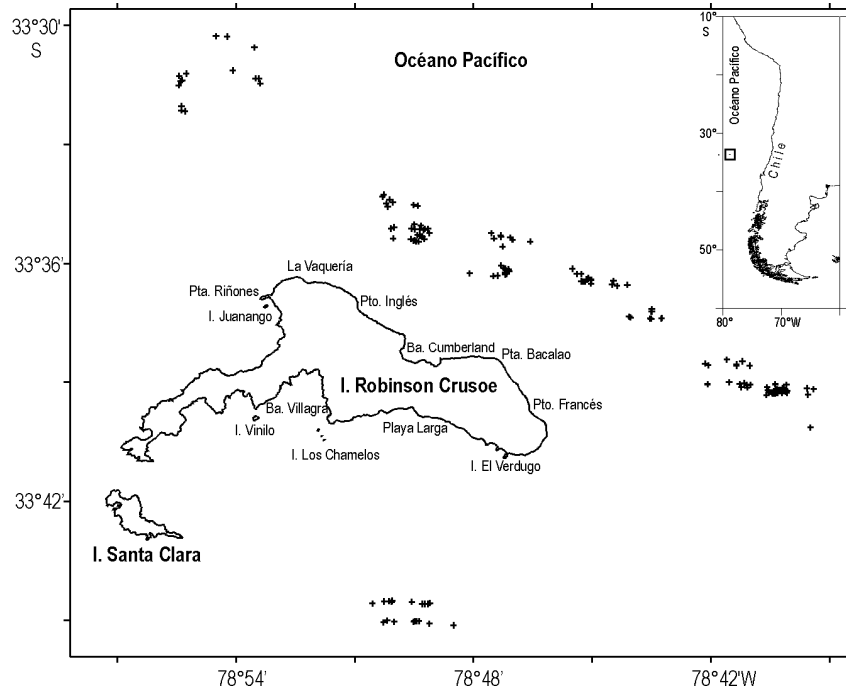 33°30'
S
Océano Pacífico
10°
S
Océano Pacífico
30°
Chile
50°
80°
70°W
33°36'
La Vaquería
Pta. Riñones
I. Juanango
Pto. Inglés
Ba. Cumberland
Pta. Bacalao
I. Robinson Crusoe
Pto. Francés
Ba. Villagra
I. Vinilo
Playa Larga
I. Los Chamelos
I. El Verdugo
33°42'
I. Santa Clara
78°54'
78°48'
78°42'W